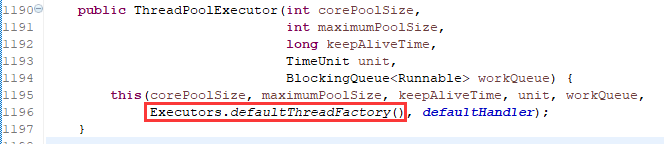 1190 public ThreadPoolExecutor(int corePoolSize,
1191 int maximumPoolSize,
1192 long keepAliveTime,
1193 TimeUnit unit,
1194 BlockingQueue<Runnable> workQueue) {
1195 this(corePoolSize, maximumPoolSize, keepAliveTime, unit, workQueue,
1196 Executors.defaultThreadFactory(), defaultHandler);
1197 }